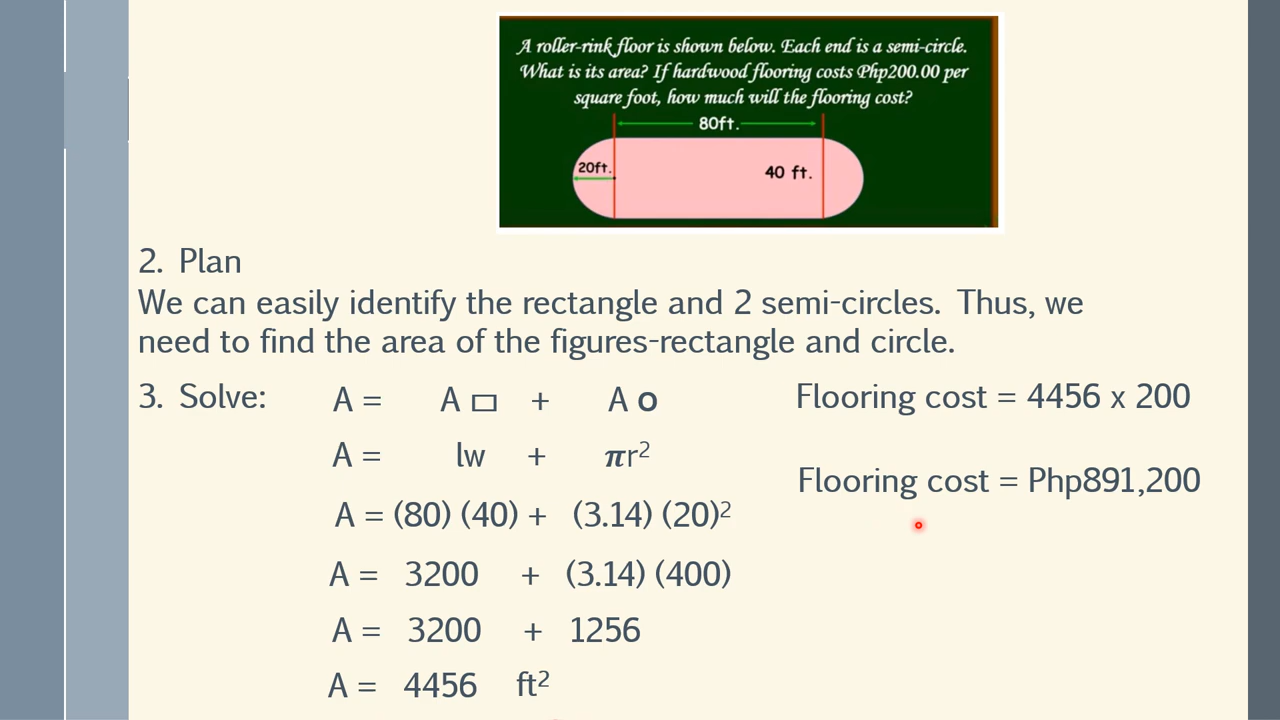 A roller-rink floor is shown below. Each end is a semi-circle.
What is its area? If hardwood flooring costs Php200.00 per
square foot, how much will the flooring cost?
80ft.
20ft.
40 ft.
2. Plan
We can easily identify the rectangle and 2 semi-circles. Thus, we
need to find the area of the figures-rectangle and circle.
3. Solve:
A = A ▭ + A o
A = lw + πr²
A = (80) (40) + (3.14) (20)²
A = 3200 + (3.14) (400)
A = 3200 + 1256
A = 4456 ft²
Flooring cost = 4456 x 200
Flooring cost = Php891,200